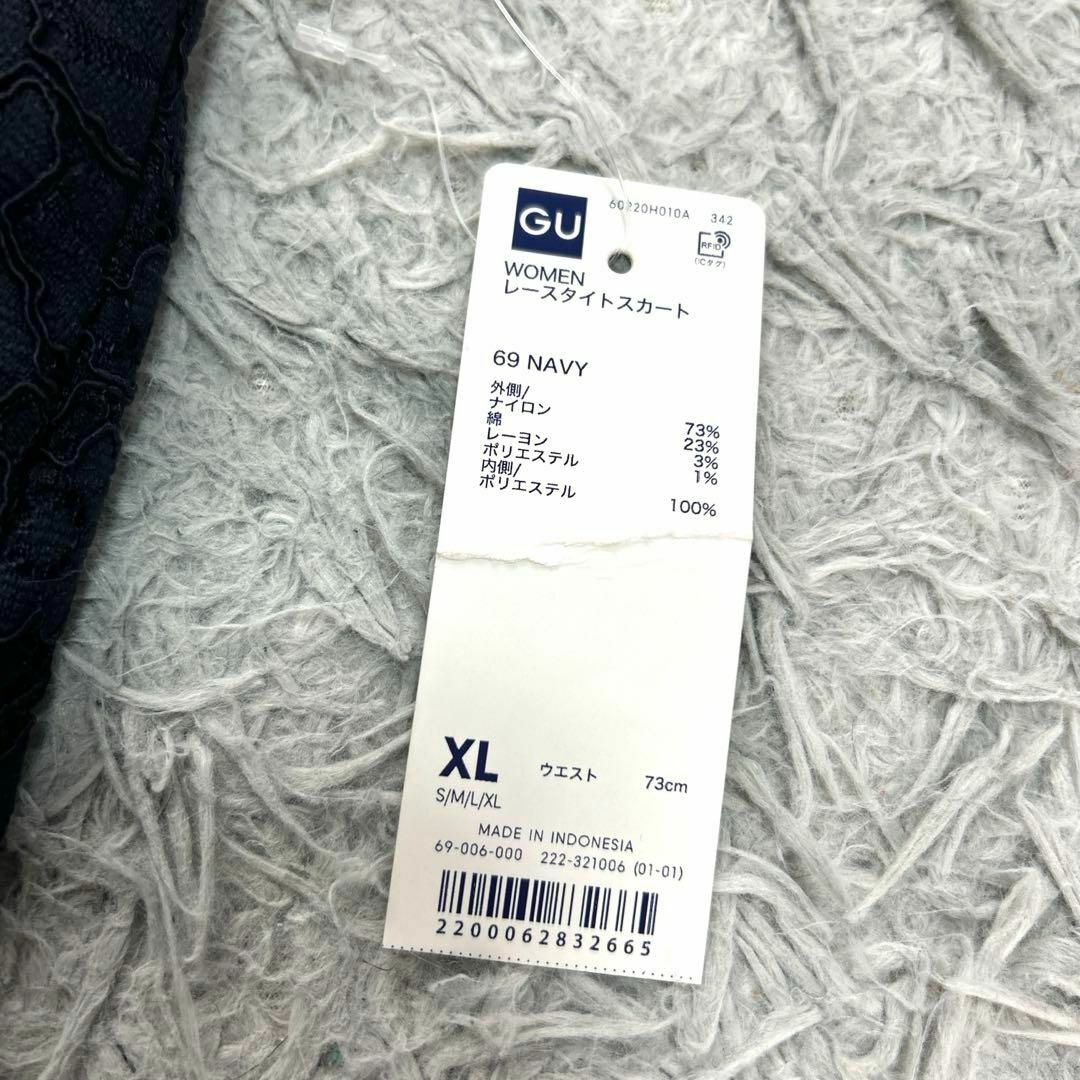 GU
60220H010A 342
RFID
(ICタグ)
WOMEN
レースタイトスカート
69 NAVY
外側/
ナイロン 73%
綿 23%
レーヨン 3%
ポリエステル 1%
内側/
ポリエステル 100%
XL ウエスト 73cm
S/M/L/XL
MADE IN INDONESIA
69-006-000 222-321006 (01-01)
2200062832665